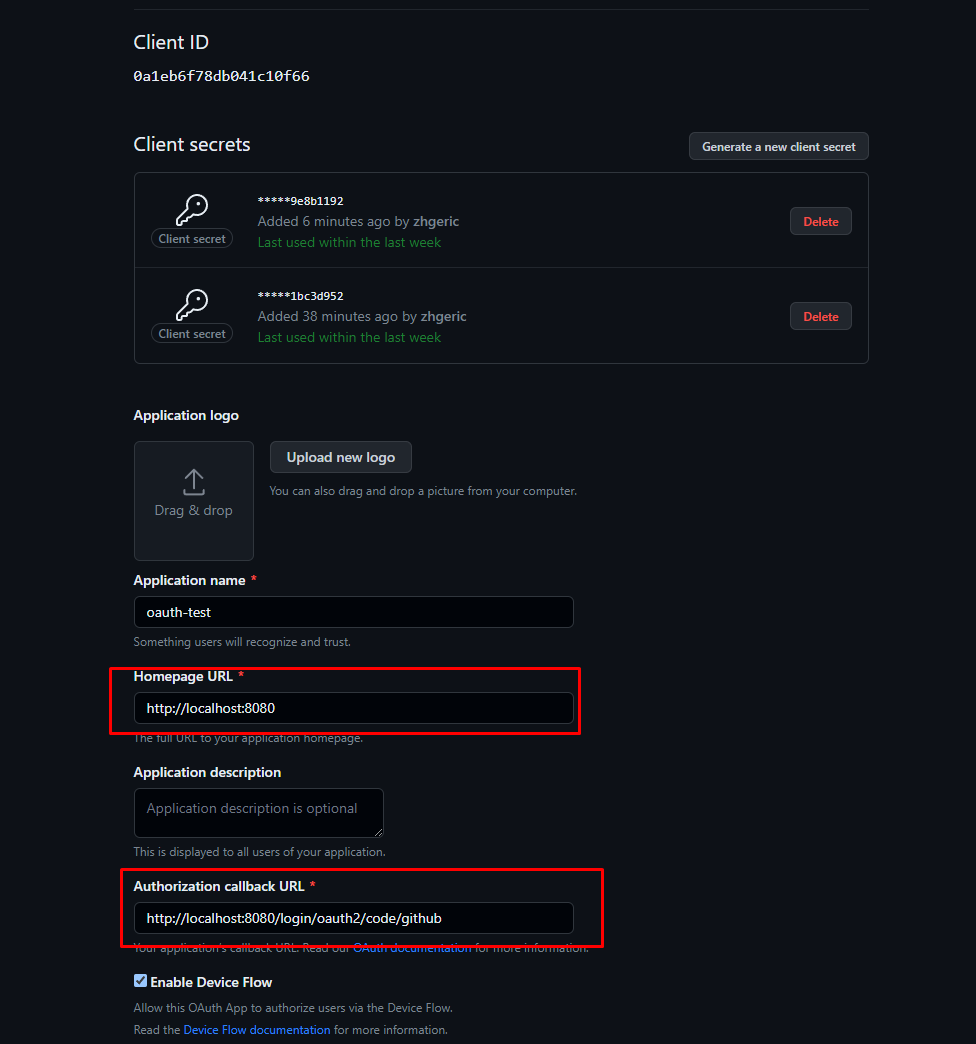 Client ID
0a1eb6f78db041c10f66
Client secrets
Generate a new client secret
*****9e8b1192
Added 6 minutes ago by zhgeric
Last used within the last week
Client secret
Delete
*****1bc3d952
Added 38 minutes ago by zhgeric
Last used within the last week
Client secret
Delete
Application logo
Upload new logo
You can also drag and drop a picture from your computer.
Drag & drop
Application name *
oauth-test
Something users will recognize and trust.
Homepage URL *
http://localhost:8080
The full URL to your application homepage.
Application description
Application description is optional
This is displayed to all users of your application.
Authorization callback URL *
http://localhost:8080/login/oauth2/code/github
Your application's callback URL. Read our OAuth documentation for more information.
Enable Device Flow
Allow this OAuth App to authorize users via the Device Flow.
Read the Device Flow documentation for more information.